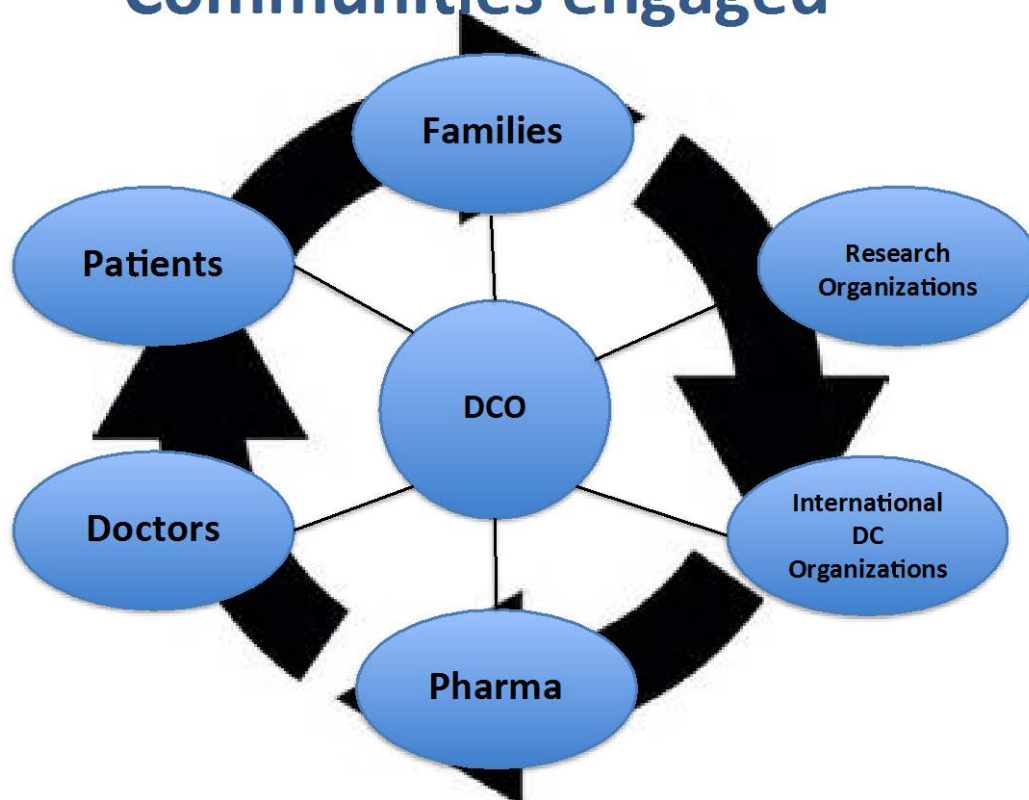 Communities engaged
Families
Patients
Research
Organizations
DCO
Doctors
International
DC
Organizations
Pharma